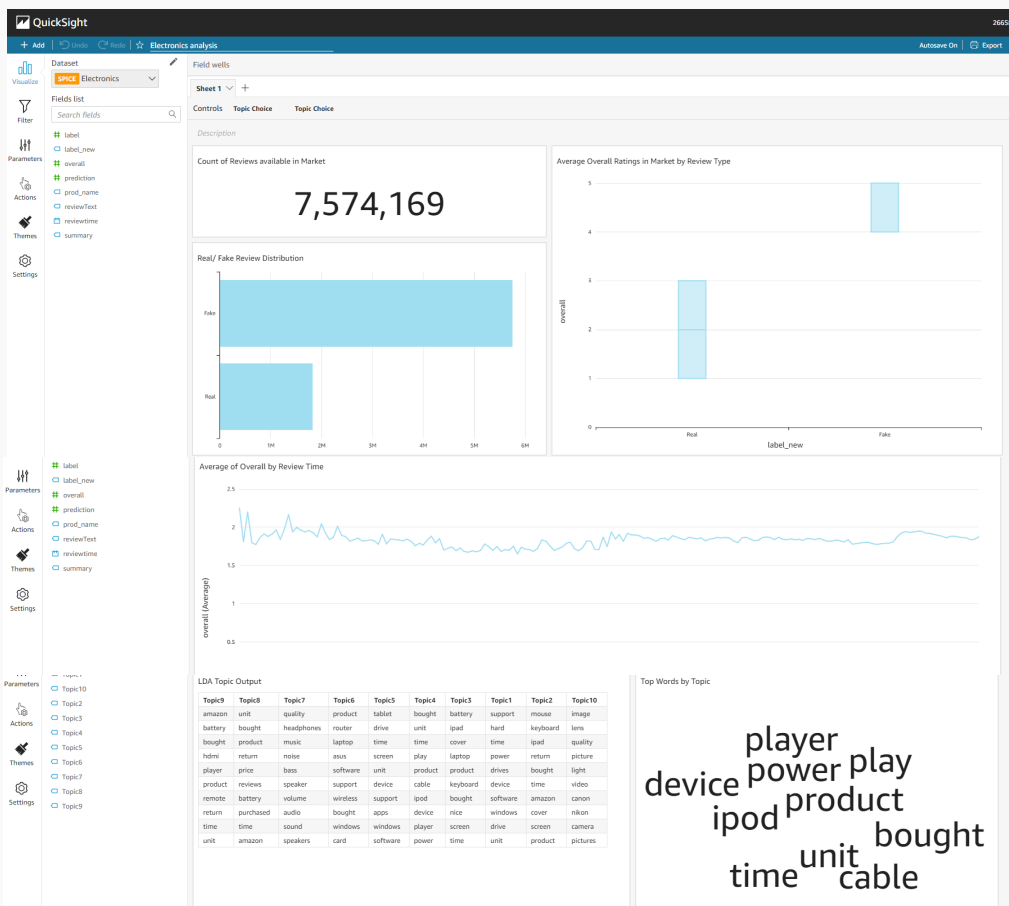 QuickSight
2665
+ Add Undo Redo Electronics analysis Autosave On Export
Visualize
Filter
Parameters
Actions
Themes
Settings
Dataset
SPICE Electronics
Fields list
Search fields
label
label_new
overall
prediction
prod_name
reviewText
reviewtime
summary
Field wells
Sheet 1 +
Controls Topic Choice Topic Choice
Description
Count of Reviews available in Market
7,574,169
Real/ Fake Review Distribution
Fake
Real
0 1M 2M 3M 4M 5M 6M
Average Overall Ratings in Market by Review Type
5
4
3
2
1
0
overall
Real Fake
label_new
Parameters
Actions
Themes
Settings
label
label_new
overall
prediction
prod_name
reviewText
reviewtime
summary
Average of Overall by Review Time
2.5
2
1.5
1
0.5
overall (Average)
Parameters
Actions
Themes
Settings
Topic10
Topic2
Topic3
Topic4
Topic5
Topic6
Topic7
Topic8
Topic9
LDA Topic Output
Topic9 Topic8 Topic7 Topic6 Topic5 Topic4 Topic3 Topic1 Topic2 Topic10
amazon unit quality product tablet bought battery support mouse image
battery bought headphones router drive unit ipad hard keyboard lens
bought product music laptop time time cover time ipad quality
hdmi return noise asus screen play laptop power return picture
player price bass software unit product product drives bought light
product reviews speaker support device cable keyboard device time video
remote battery volume wireless support ipod bought software amazon canon
return purchased audio bought apps device nice windows cover nikon
time time sound windows windows player screen drive screen camera
unit amazon speakers card software power time unit product pictures
Top Words by Topic
player
power play
device
product
ipod
bought
unit
time cable